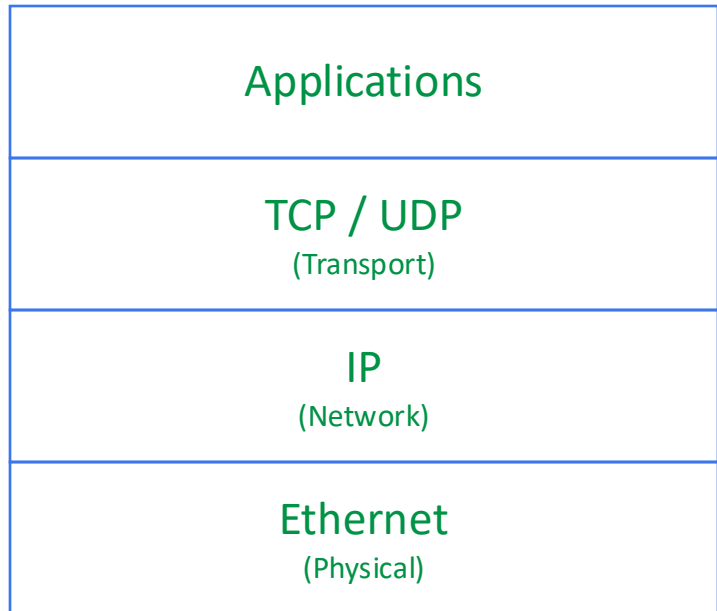 Applications
TCP / UDP
(Transport)
IP
(Network)
Ethernet
(Physical)